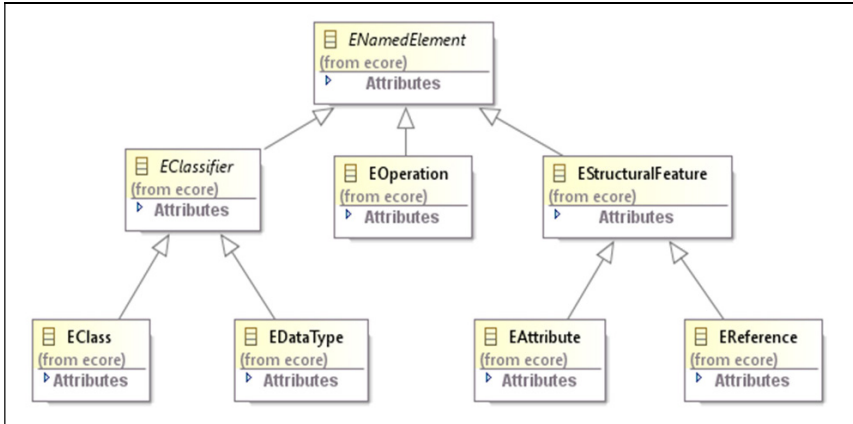 ENamedElement
(from ecore)
Attributes
EClassifier
(from ecore)
Attributes
EOperation
(from ecore)
Attributes
EStructuralFeature
(from ecore)
Attributes
EClass
(from ecore)
Attributes
EDataType
(from ecore)
Attributes
EAttribute
(from ecore)
Attributes
EReference
(from ecore)
Attributes